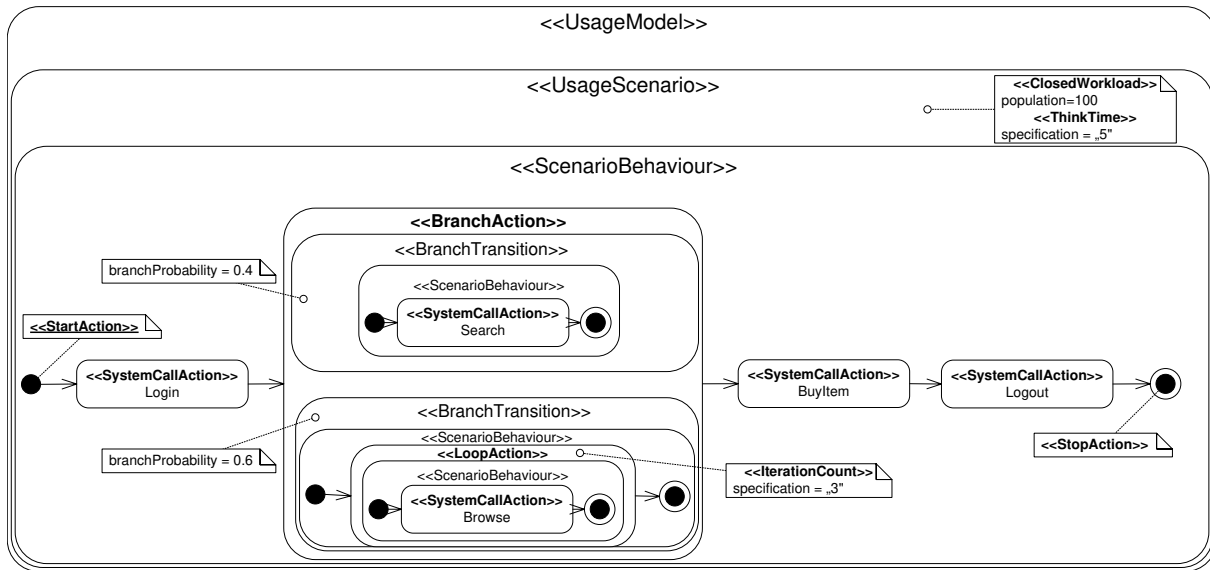 <<UsageModel>>
<<UsageScenario>>
<<ClosedWorkload>>
population=100
<<ThinkTime>>
specification = „5"
<<ScenarioBehaviour>>
<<BranchAction>>
<<BranchTransition>>
branchProbability = 0.4
<<ScenarioBehaviour>>
<<SystemCallAction>>
Search
<<StartAction>>
<<SystemCallAction>>
Login
<<SystemCallAction>>
BuyItem
<<SystemCallAction>>
Logout
<<BranchTransition>>
<<ScenarioBehaviour>>
<<LoopAction>>
branchProbability = 0.6
<<ScenarioBehaviour>>
<<SystemCallAction>>
Browse
<<IterationCount>>
specification = „3"
<<StopAction>>